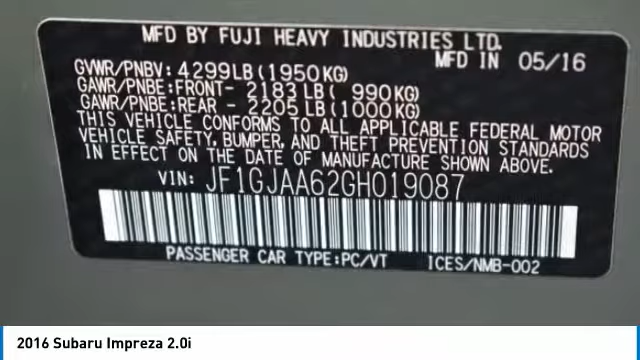 MFD BY FUJI HEAVY INDUSTRIES LTD.
MFD IN 05/16
GVWR/PNBV: 4299LB(1950KG)
GAWR/PNBE:FRONT- 2183 LB( 990KG)
GAWR/PNBE:REAR - 2205 LB(1000KG)
THIS VEHICLE CONFORMS TO ALL APPLICABLE FEDERAL MOTOR
VEHICLE SAFETY, BUMPER, AND THEFT PREVENTION STANDARDS
IN EFFECT ON THE DATE OF MANUFACTURE SHOWN ABOVE.
VIN: JF1GJAA62GH019087
PASSENGER CAR TYPE:PC/VT ICES/NMB-002
2016 Subaru Impreza 2.0i